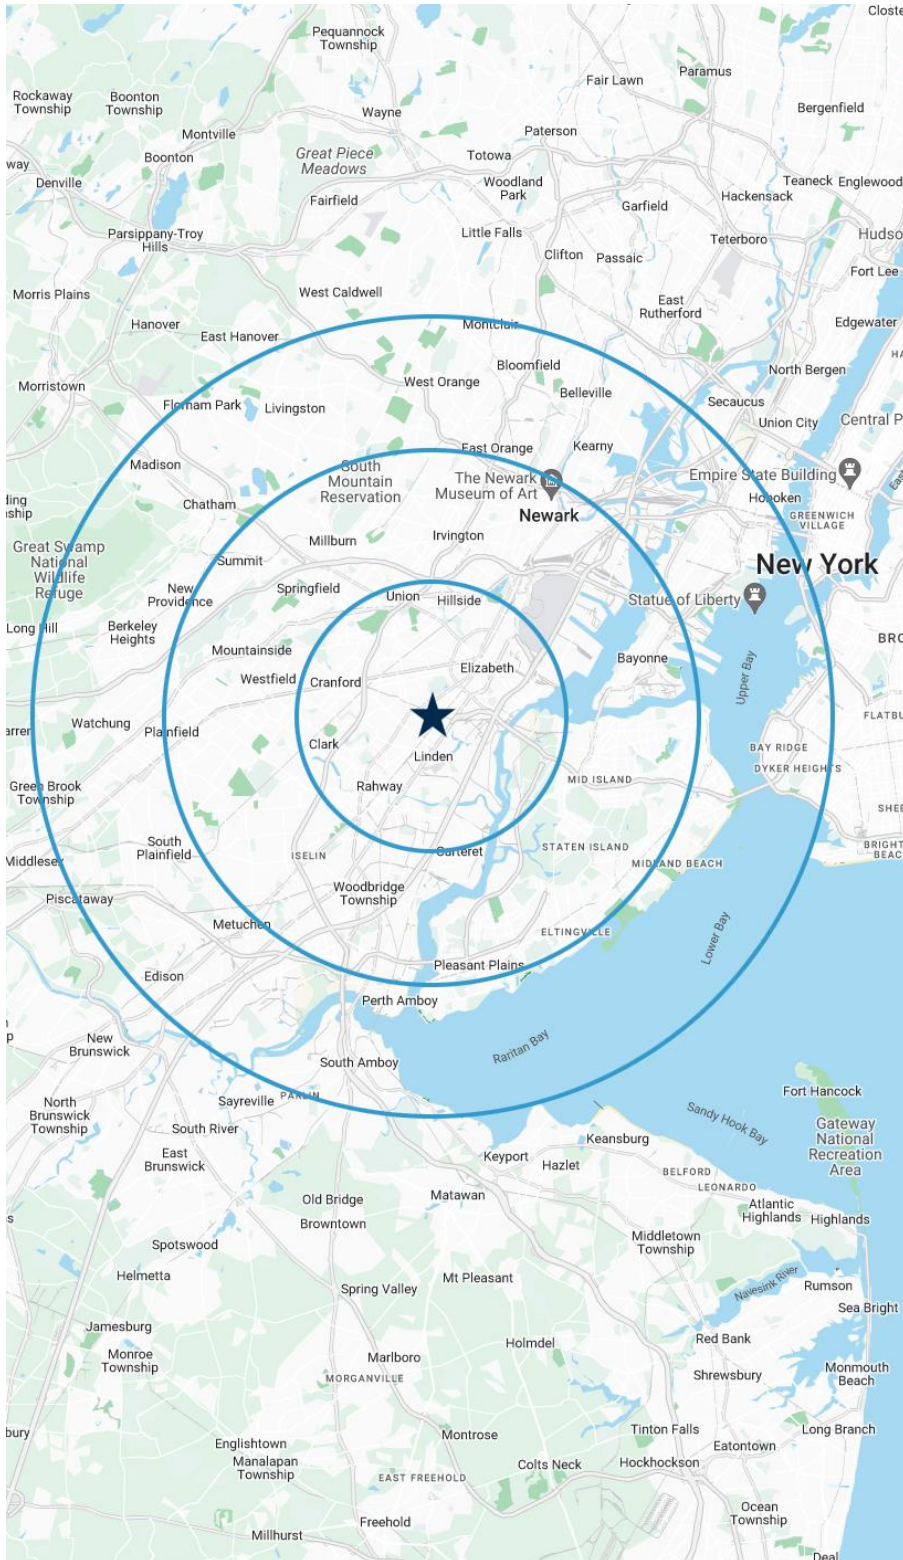 Closte
Pequannock
Township
Fair Lawn
Paramus
Rockaway
Township
Boonton
Township
Wayne
Bergenfield
Montville
Paterson
Boonton
Great Piece
Meadows
Totowa
way
Denville
Woodland
Park
Teaneck
Englewood
Fairfield
Garfield
Hackensack
Parsippany-Troy
Hills
Little Falls
Teterboro
Hudso
Clifton
Passaic
Fort Lee
Morris Plains
West Caldwell
East
Rutherford
Hanover
East Hanover
Montclair
Edgewater
HA
Bloomfield
North Bergen
Morristown
West Orange
Belleville
Florham Park
Livingston
Secaucus
Union City
Central P
East Orange
Kearny
Madison
South
Mountain
Reservation
The Newark
Museum of Art
Empire State Building
ding
ship
Chatham
Hoboken
Eas
Newark
GREENWICH
VILLAGE
Millburn
Irvington
Great Swamp
National
Wildlife
Refuge
Summit
New York
New
Providence
Springfield
Union
Hillside
Statue of Liberty
Long Hill
Berkeley
Heights
BRO
Mountainside
Bayonne
Westfield
Cranford
Elizabeth
Upper Bay
Watchung
Plainfield
FLATBU
arren
Clark
Linden
BAY RIDGE
DYKER HEIGHTS
Green Brook
Township
Rahway
MID ISLAND
SHEE
South
Plainfield
ISELIN
Carteret
STATEN ISLAND
BRIGHT
BEAC
Middlesex
MIDLAND BEACH
Woodbridge
Township
Piscataway
Metuchen
ELTINGVILLE
Lower Bay
Edison
Pleasant Plains
Perth Amboy
New
Brunswick
Raritan Bay
South Amboy
p
Sayreville
PARLIN
Fort Hancock
North
Brunswick
Township
South River
Sandy Hook Bay
Gateway
National
Recreation
Area
East
Brunswick
Keansburg
Keyport
Hazlet
BELFORD
LEONARDO
Old Bridge
Matawan
Atlantic
Highlands
Highlands
s
Browntown
Spotswood
Middletown
Township
Helmetta
Spring Valley
Mt Pleasant
Navesink River
Rumson
Sea Bright
Jamesburg
Holmdel
Red Bank
Monroe
Township
Marlboro
Shrewsbury
Monmouth
Beach
MORGANVILLE
bury
Montrose
Tinton Falls
Long Branch
Englishtown
Manalapan
Township
Colts Neck
Hockhockson
Eatontown
EAST FREEHOLD
Freehold
Ocean
Township
Millhurst
Deal